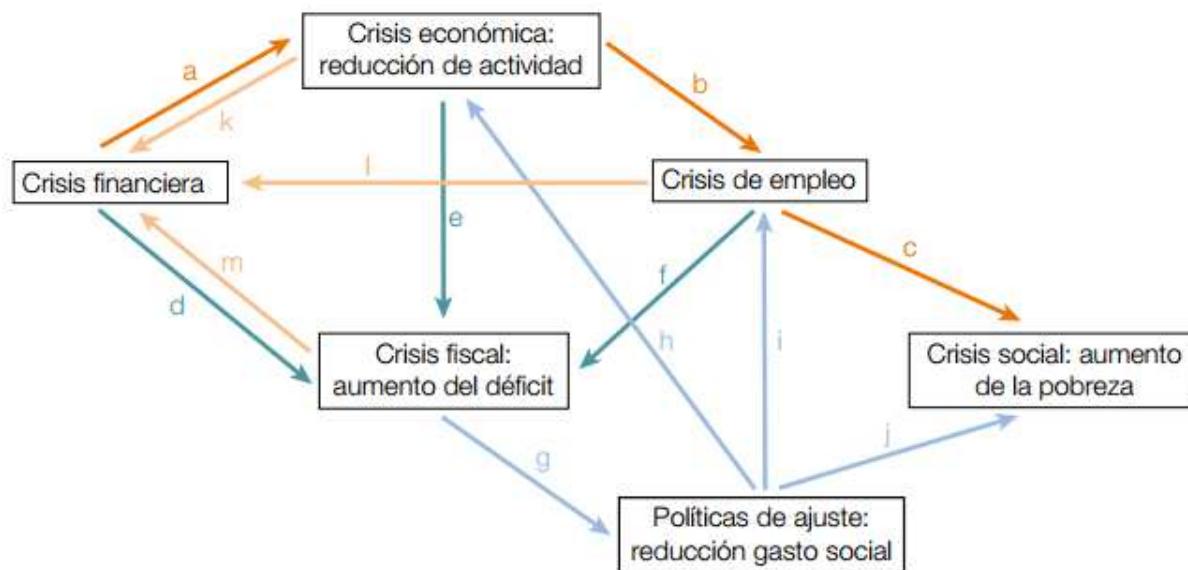 Crisis económica:
reducción de actividad
a
b
k
Crisis financiera
l
Crisis de empleo
e
c
m
f
d
Crisis fiscal:
aumento del déficit
h
i
Crisis social: aumento
de la pobreza
j
g
Políticas de ajuste:
reducción gasto social